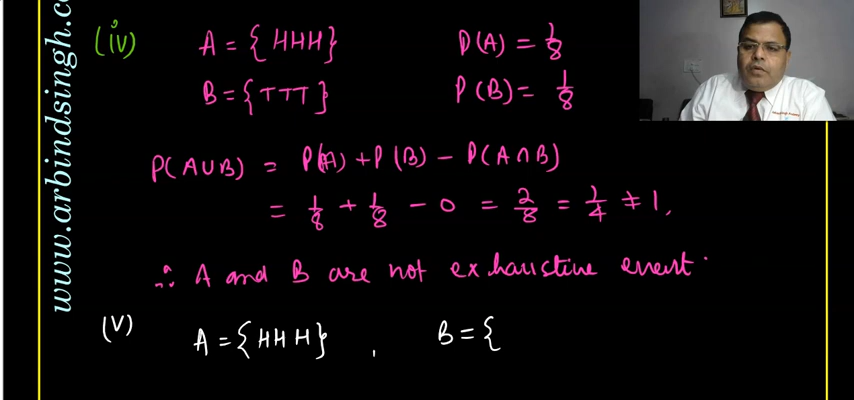 www.arbindsingh.c
(iv) A = {HHH} P(A) = 1/8
B = {TTT} P(B) = 1/8
P(A∪B) = P(A) + P(B) − P(A∩B)
= 1/8 + 1/8 − 0 = 2/8 = 1/4 ≠ 1,
∴ A and B are not exhaustive event.
(V) A = {HHH} , B = {